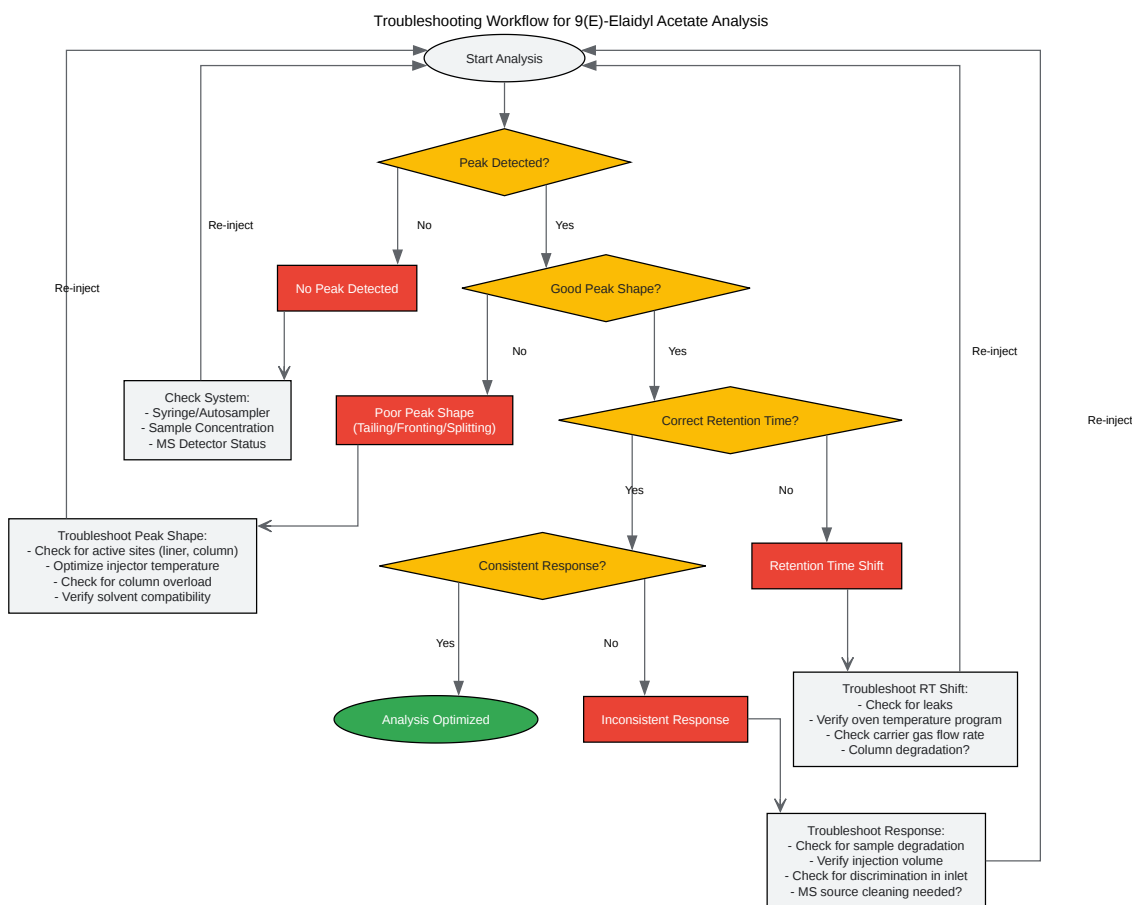 Troubleshooting Workflow for 9(E)-Elaidyl Acetate Analysis
Start Analysis
Peak Detected?
Re-inject
No
Yes
Re-inject
No Peak Detected
Good Peak Shape?
No
Yes
Re-inject
Check System:
- Syringe/Autosampler
- Sample Concentration
- MS Detector Status
Poor Peak Shape
(Tailing/Fronting/Splitting)
Correct Retention Time?
Re-inject
Yes
No
Troubleshoot Peak Shape:
- Check for active sites (liner, column)
- Optimize injector temperature
- Check for column overload
- Verify solvent compatibility
Consistent Response?
Retention Time Shift
Yes
No
Analysis Optimized
Inconsistent Response
Troubleshoot RT Shift:
- Check for leaks
- Verify oven temperature program
- Check carrier gas flow rate
- Column degradation?
Troubleshoot Response:
- Check for sample degradation
- Verify injection volume
- Check for discrimination in inlet
- MS source cleaning needed?